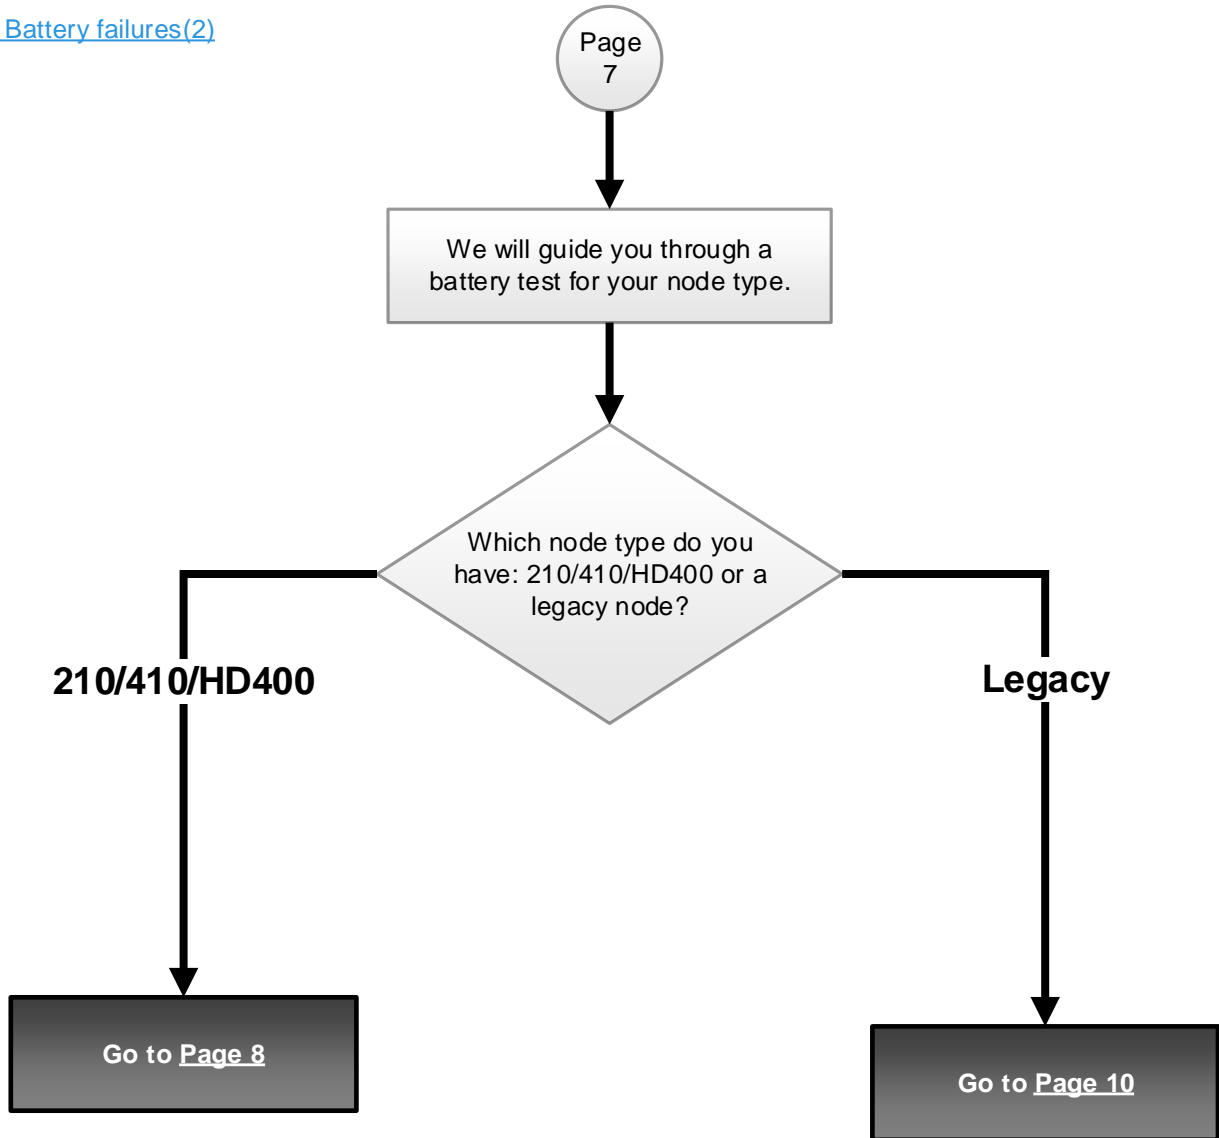 Battery failures(2)
Page
7
We will guide you through a
battery test for your node type.
Which node type do you
have: 210/410/HD400 or a
legacy node?
210/410/HD400
Legacy
Go to Page 8
Go to Page 10